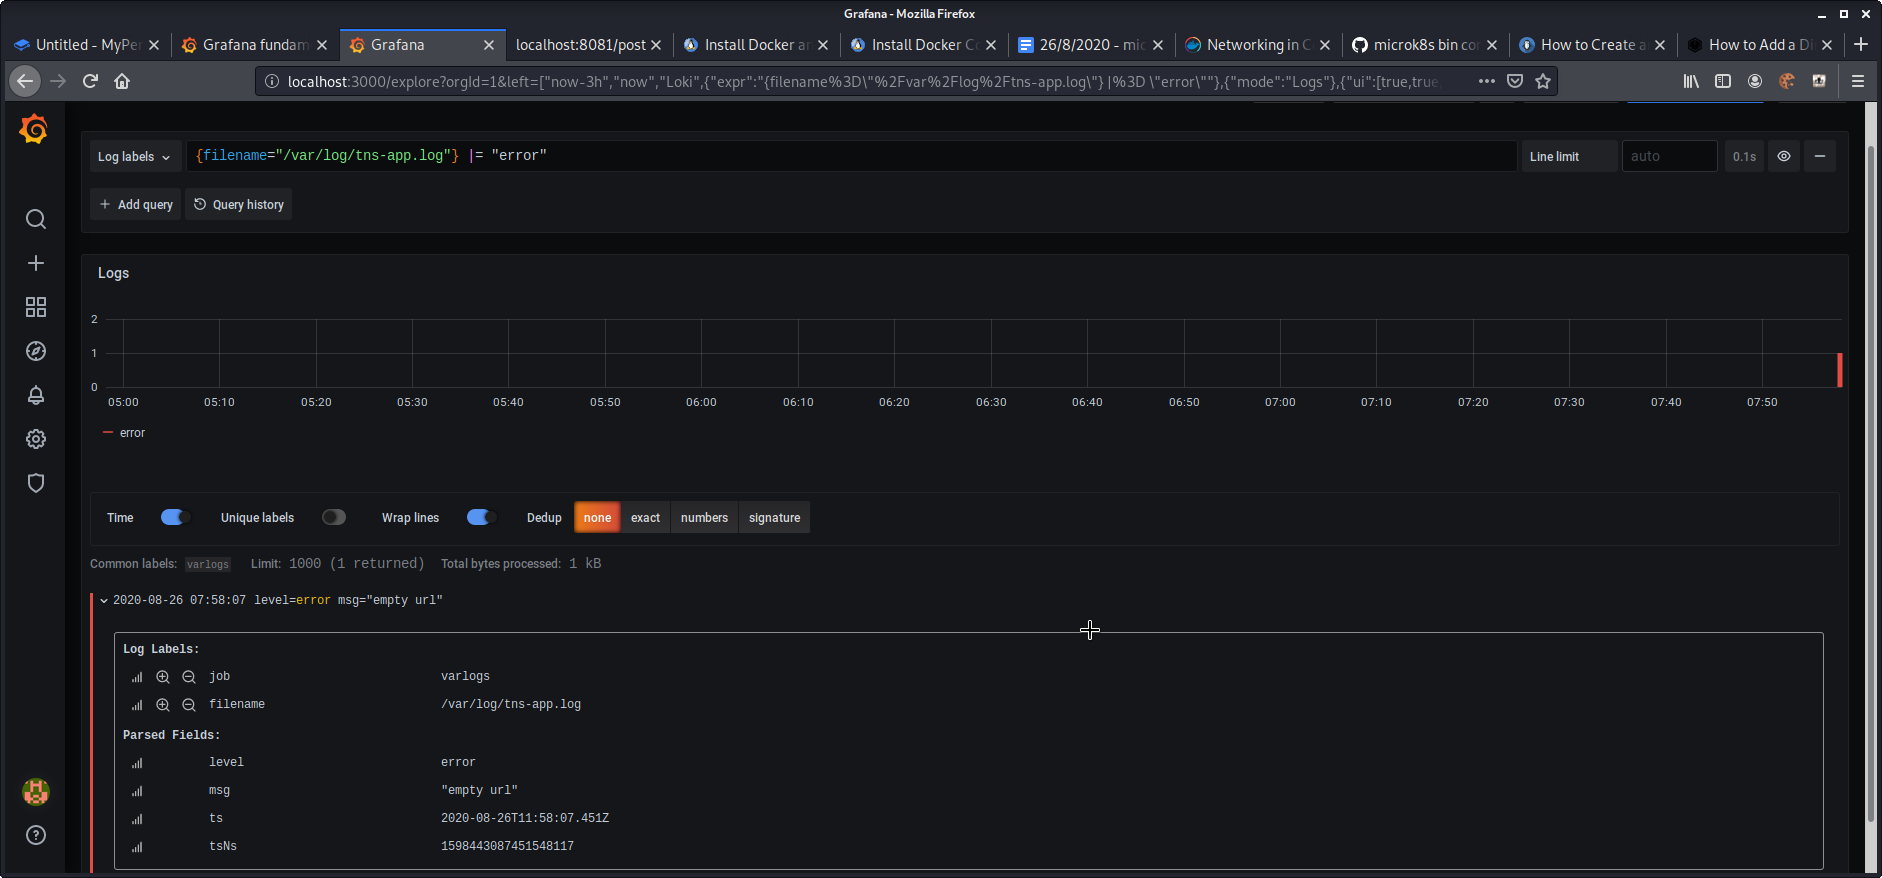 Grafana - Mozilla Firefox
Untitled - MyPe
Grafana fundam
Grafana
localhost:8081/post
Install Docker a
Install Docker C
26/8/2020 - mic
Networking in C
microk8s bin co
How to Create a
How to Add a D
localhost:3000/explore?orgId=1&left=["now-3h","now","Loki",{"expr":"{filename%3D\"%2Fvar%2Flog%2Ftns-app.log\"} |%3D \"error\""},{"mode":"Logs"},{"ui":[true,true,
Log labels
{filename="/var/log/tns-app.log"} |= "error"
Line limit
auto
0.1s
+ Add query
Query history
Logs
2
1
0
05:00 05:10 05:20 05:30 05:40 05:50 06:00 06:10 06:20 06:30 06:40 06:50 07:00 07:10 07:20 07:30 07:40 07:50
error
Time
Unique labels
Wrap lines
Dedup
none
exact
numbers
signature
Common labels: varlogs Limit: 1000 (1 returned) Total bytes processed: 1 kB
2020-08-26 07:58:07 level=error msg="empty url"
Log Labels:
job varlogs
filename /var/log/tns-app.log
Parsed Fields:
level error
msg "empty url"
ts 2020-08-26T11:58:07.451Z
tsNs 1598443087451548117